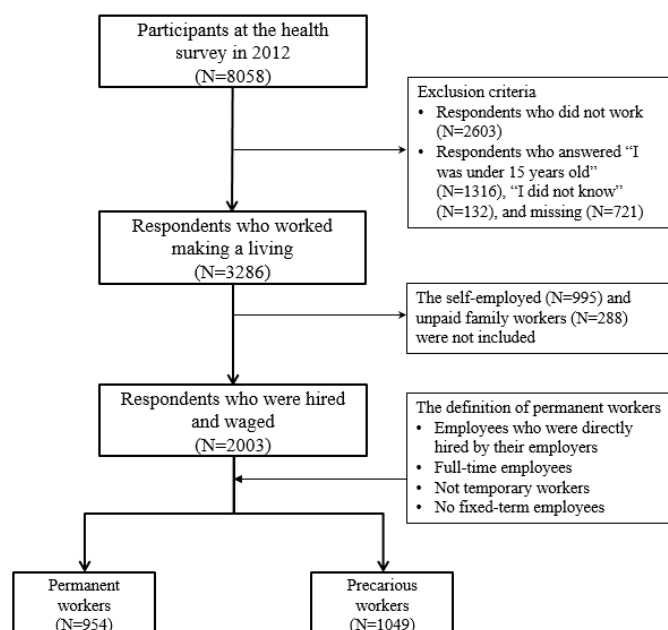 Participants at the health
survey in 2012
(N=8058)
Exclusion criteria
• Respondents who did not work
(N=2603)
• Respondents who answered “I
was under 15 years old”
(N=1316), “I did not know”
(N=132), and missing (N=721)
Respondents who worked
making a living
(N=3286)
The self-employed (N=995) and
unpaid family workers (N=288)
were not included
Respondents who were hired
and waged
(N=2003)
The definition of permanent workers
• Employees who were directly
hired by their employers
• Full-time employees
• Not temporary workers
• No fixed-term employees
Permanent
workers
(N=954)
Precarious
workers
(N=1049)